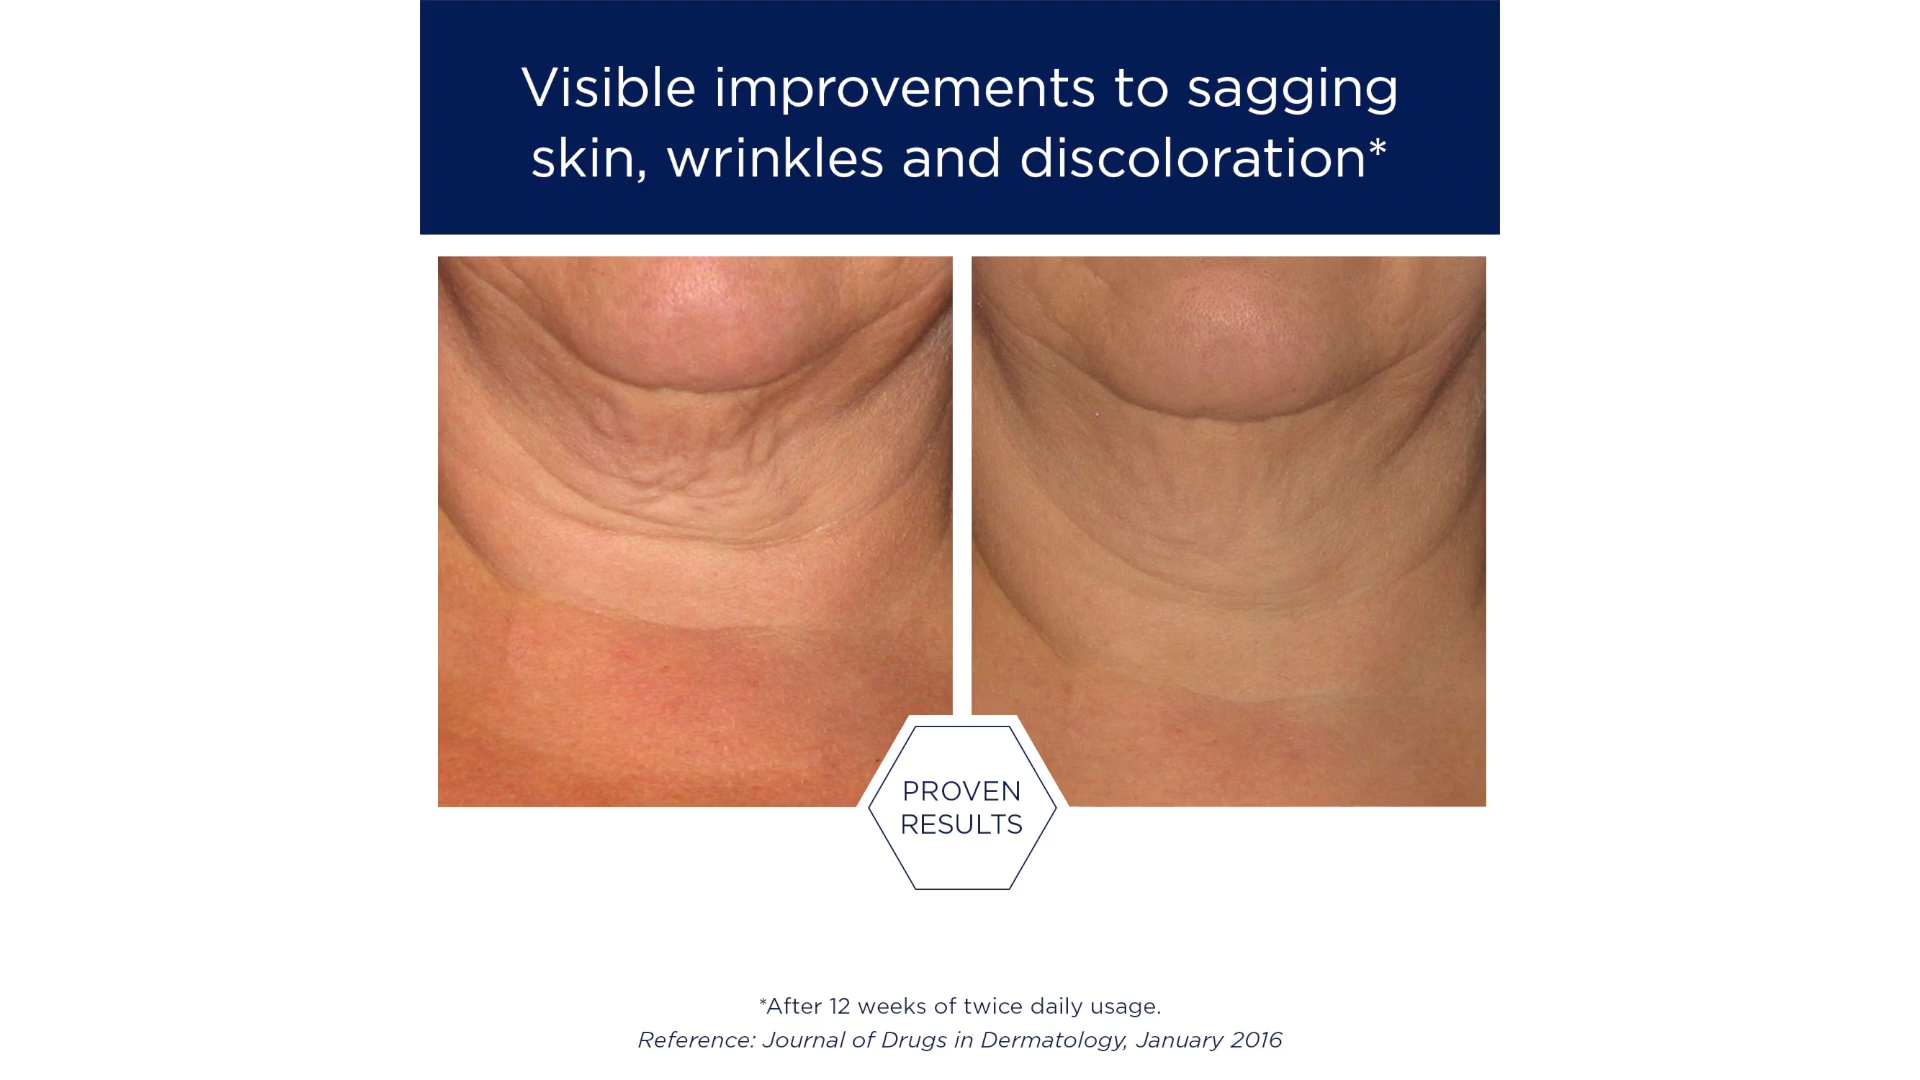 Visible improvements to sagging
skin, wrinkles and discoloration*
PROVEN
RESULTS
*After 12 weeks of twice daily usage.
Reference: Journal of Drugs in Dermatology, January 2016